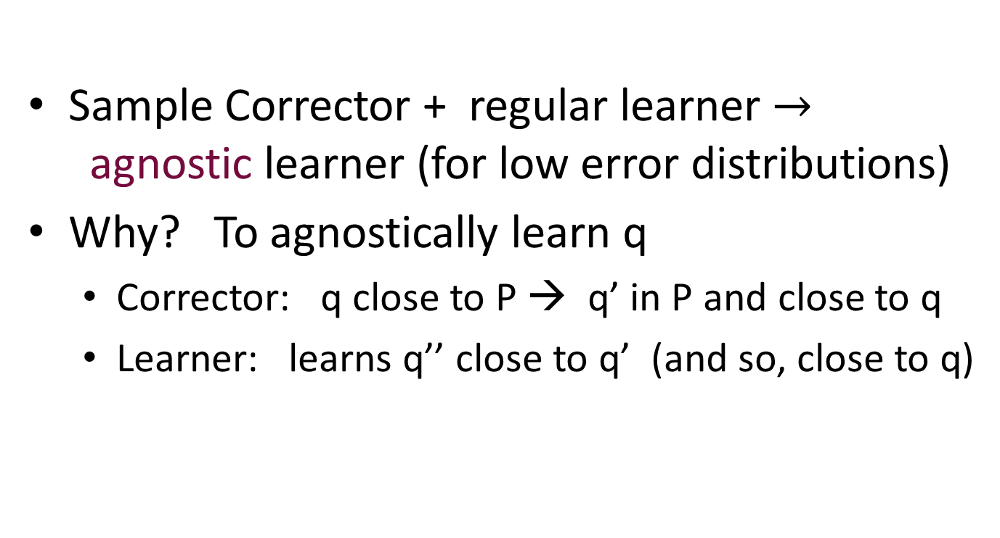 • Sample Corrector + regular learner →
agnostic learner (for low error distributions)
• Why? To agnostically learn q
• Corrector: q close to P → q’ in P and close to q
• Learner: learns q’’ close to q’ (and so, close to q)